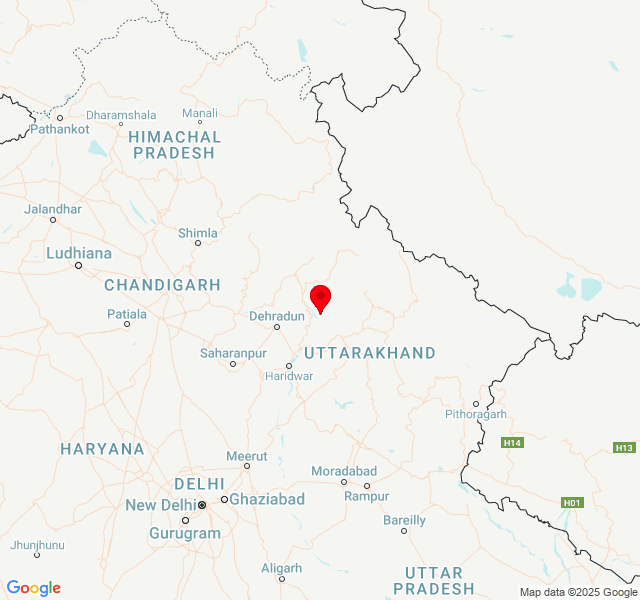 Dharamshala
Manali
Pathankot
HIMACHAL
PRADESH
Jalandhar
Shimla
Ludhiana
CHANDIGARH
Patiala
Dehradun
Saharanpur
UTTARAKHAND
Haridwar
Pithoragarh
HARYANA
H14
H13
Meerut
Moradabad
DELHI
Rampur
New Delhi
Ghaziabad
H01
Gurugram
Bareilly
Jhunjhunu
Aligarh
UTTAR
PRADESH
Google
Map data ©2025 Google